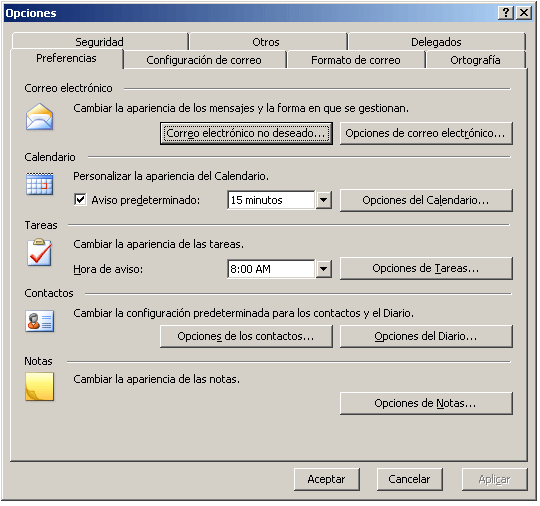 Opciones
Seguridad Otros Delegados
Preferencias Configuración de correo Formato de correo Ortografía
Correo electrónico
Cambiar la apariencia de los mensajes y la forma en que se gestionan.
Correo electrónico no deseado... Opciones de correo electrónico...
Calendario
Personalizar la apariencia del Calendario.
Aviso predeterminado: 15 minutos Opciones del Calendario...
Tareas
Cambiar la apariencia de las tareas.
Hora de aviso: 8:00 AM Opciones de Tareas...
Contactos
Cambiar la configuración predeterminada para los contactos y el Diario.
Opciones de los contactos... Opciones del Diario...
Notas
Cambiar la apariencia de las notas.
Opciones de Notas...
Aceptar Cancelar Aplicar